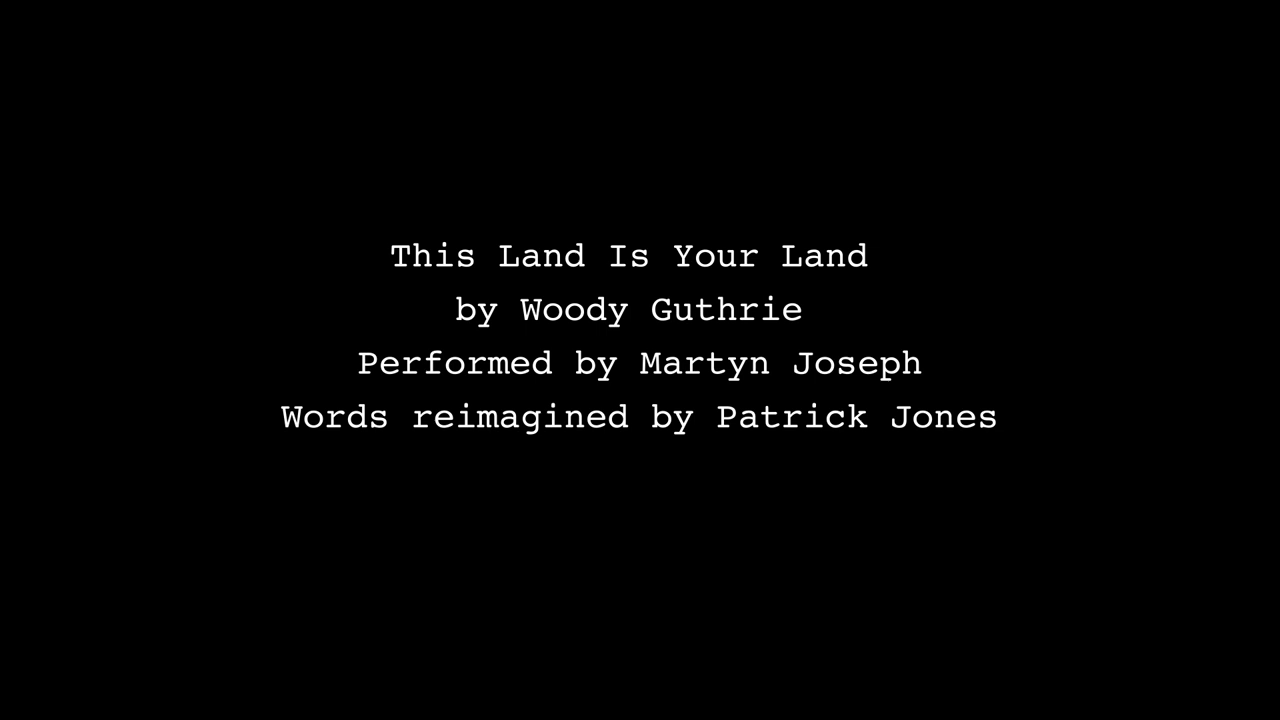 This Land Is Your Land
by Woody Guthrie
Performed by Martyn Joseph
Words reimagined by Patrick Jones